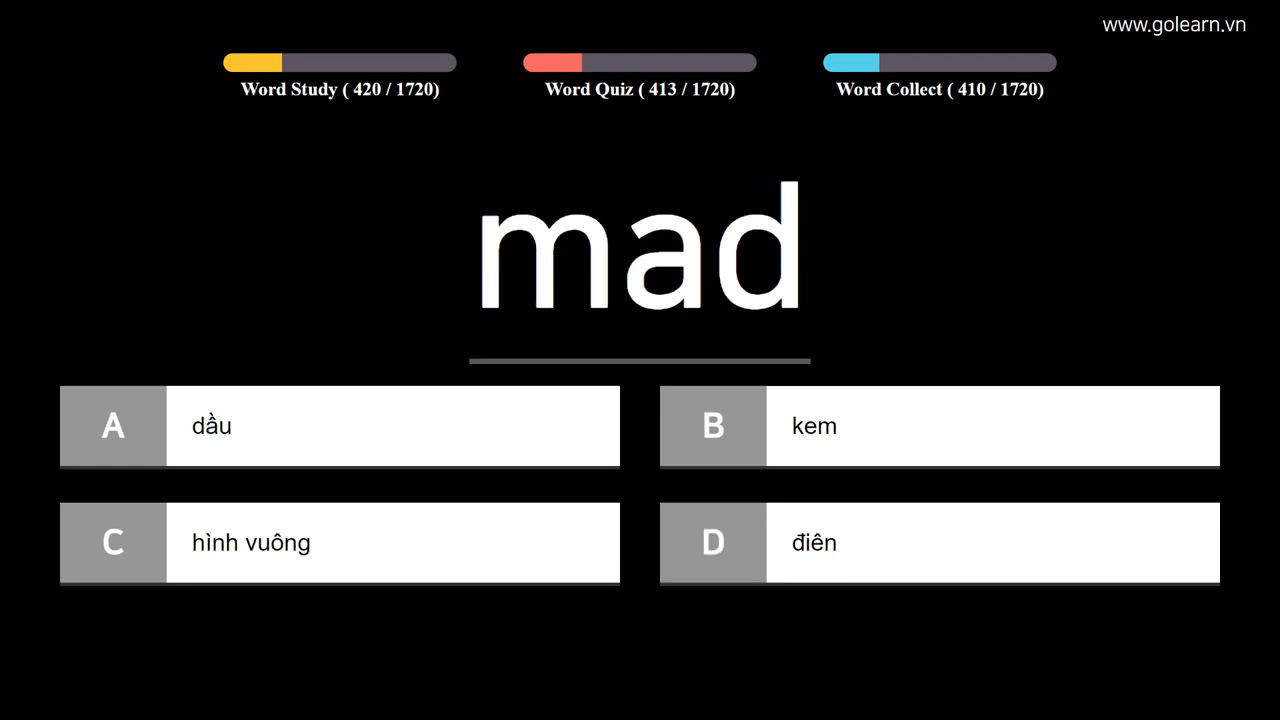 www.golearn.vn
Word Study ( 420 / 1720)
Word Quiz ( 413 / 1720)
Word Collect ( 410 / 1720)
mad
A dầu
B kem
C hình vuông
D điên